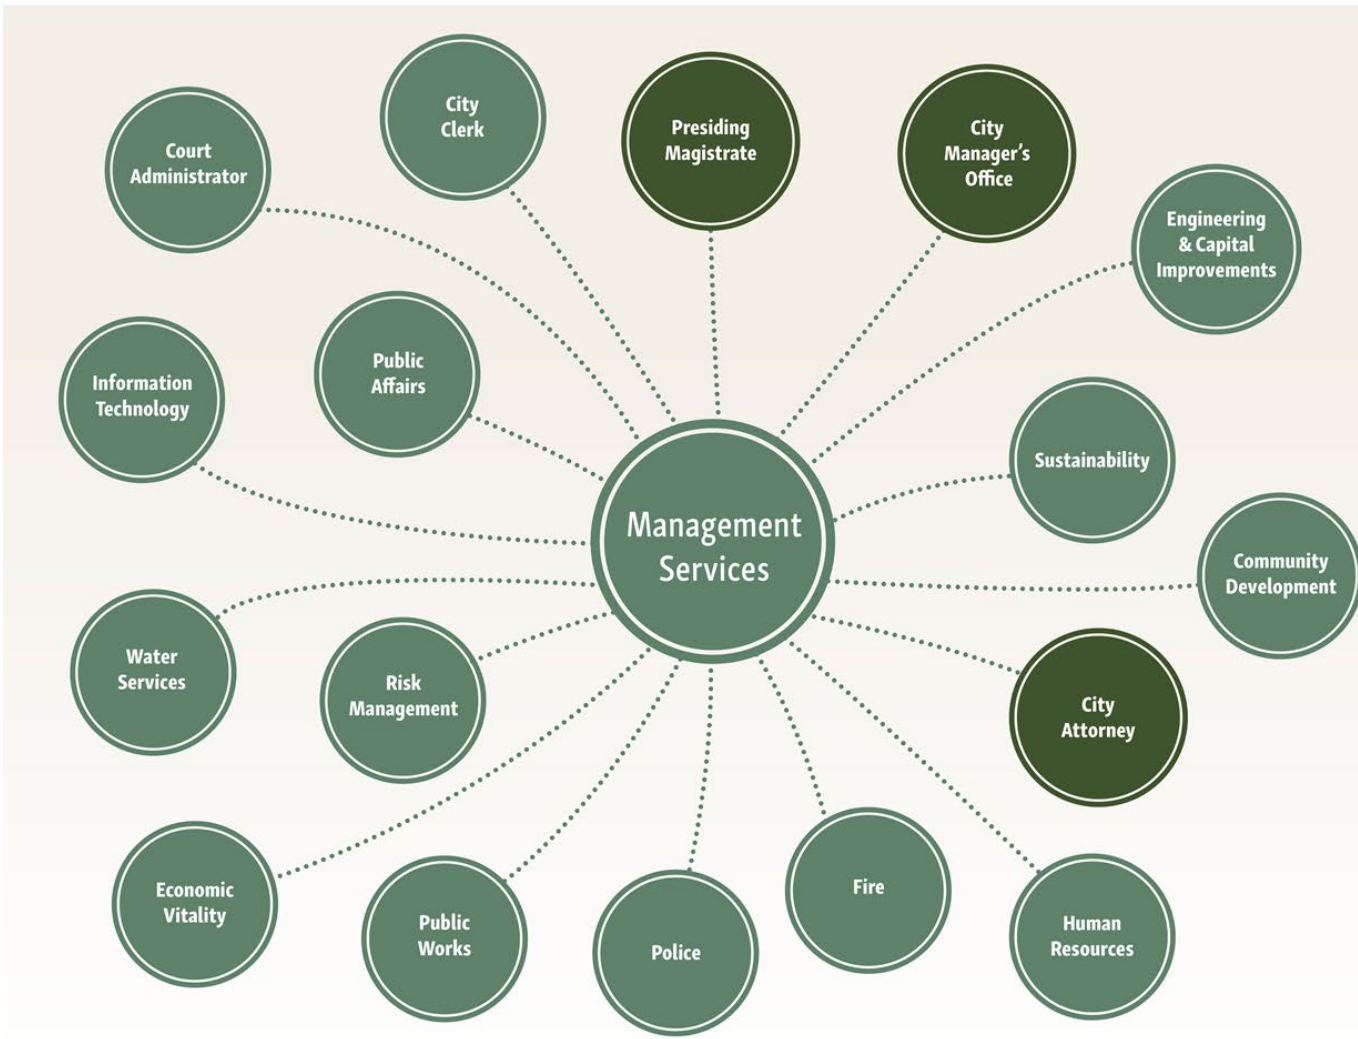 City
Clerk
Presiding
Magistrate
City
Manager's
Office
Court
Administrator
Engineering
& Capital
Improvements
Public
Affairs
Information
Technology
Sustainability
Management
Services
Community
Development
Water
Services
Risk
Management
City
Attorney
Economic
Vitality
Public
Works
Police
Fire
Human
Resources